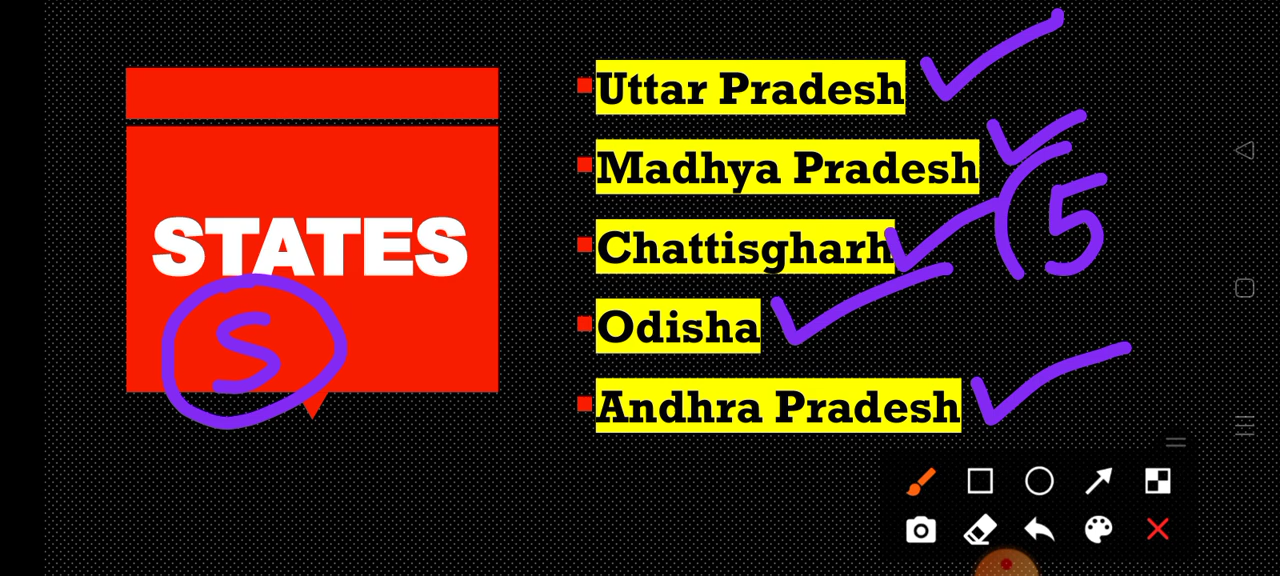 STATES
S
Uttar Pradesh
Madhya Pradesh
Chattisgharh
Odisha
Andhra Pradesh
(5